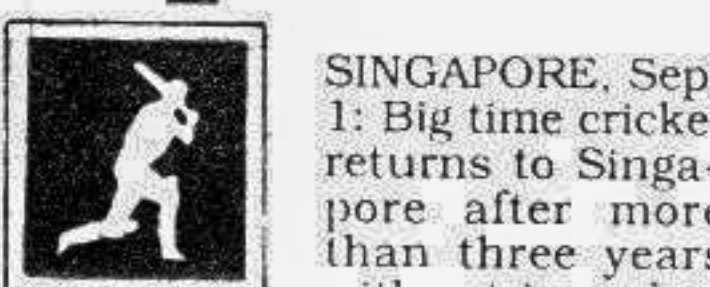 SINGAPORE, Sep
1: Big time cricke
returns to Singa-
pore after more
than three years